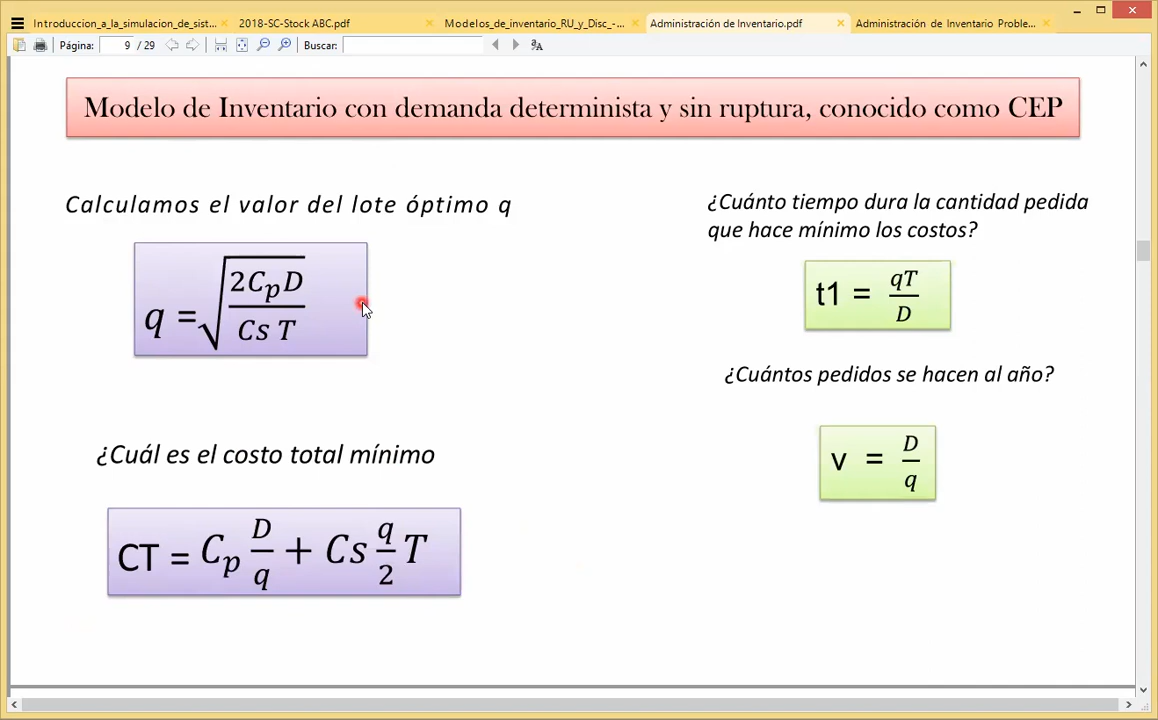 Introduccion_a_la_simulacion_de_sist...
2018-SC-Stock ABC.pdf
Modelos_de_inventario_RU_y_Disc_-...
Administración de Inventario.pdf
Administración de Inventario Proble...
Página: 9 / 29
Buscar:
Modelo de Inventario con demanda determinista y sin ruptura, conocido como CEP
Calculamos el valor del lote óptimo q
q = √(2CpD / Cs T)
¿Cuál es el costo total mínimo
CT = Cp D/q + Cs q/2 T
¿Cuánto tiempo dura la cantidad pedida
que hace mínimo los costos?
t1 = qT/D
¿Cuántos pedidos se hacen al año?
v = D/q